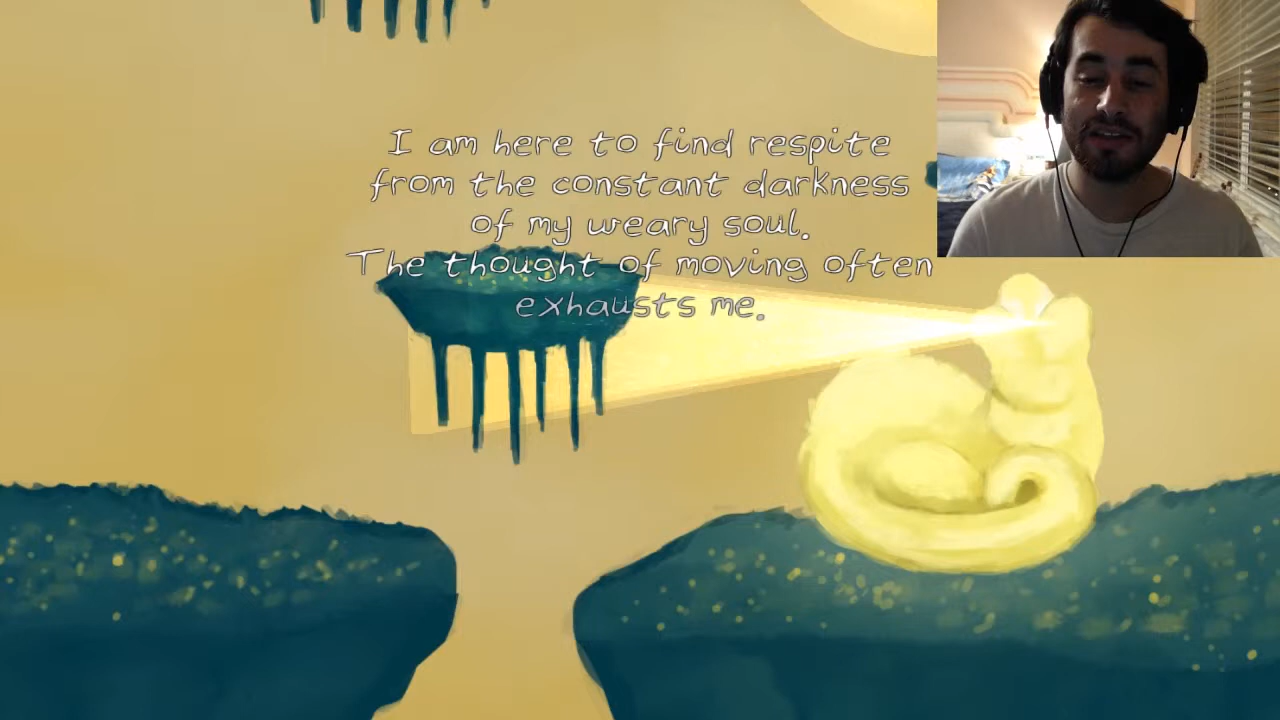 I am here to find respite
from the constant darkness
of my weary soul.
The thought of moving often
exhausts me.